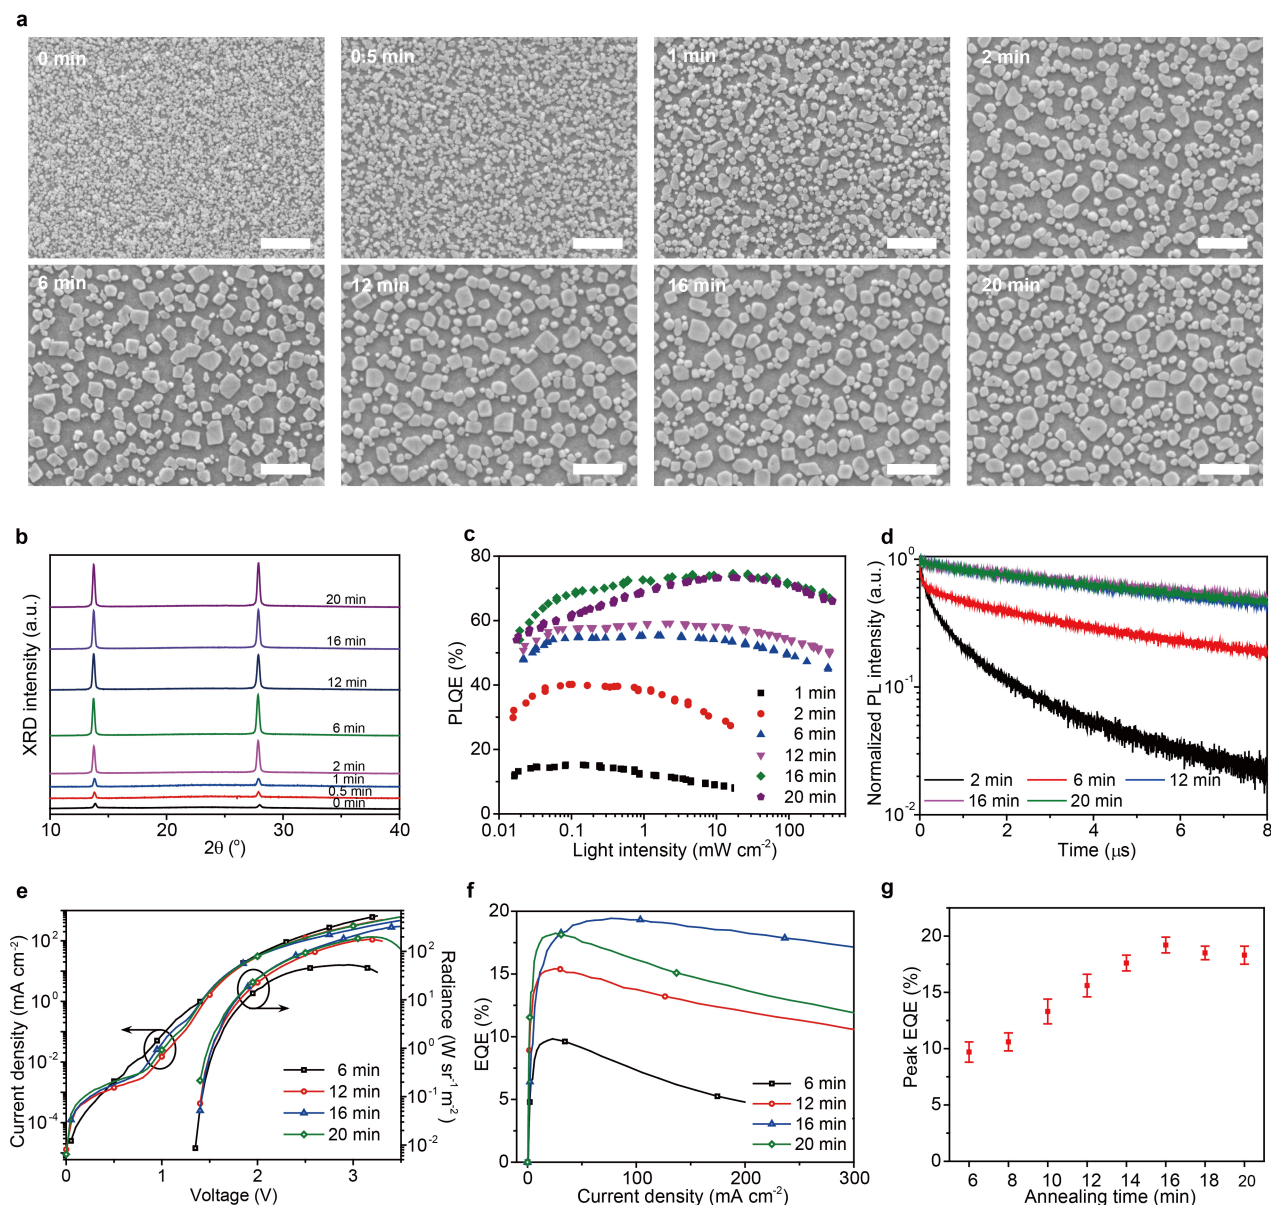 a
0 min
0.5 min
1 min
2 min
6 min
12 min
16 min
20 min
b
XRD intensity (a.u.)
20 min
16 min
12 min
6 min
2 min
1 min
0.5 min
0 min
10 20 30 40
2θ (°)
c
PLQE (%)
80
60
40
20
0
1 min
2 min
6 min
12 min
16 min
20 min
0.01 0.1 1 10 100
Light intensity (mW cm⁻²)
d
Normalized PL intensity (a.u.)
10⁰
10⁻¹
10⁻²
2 min 6 min 12 min
16 min 20 min
0 2 4 6 8
Time (μs)
e
Current density (mA cm⁻²)
10²
10⁰
10⁻²
10⁻⁴
Radiance (W sr⁻¹ m⁻²)
10²
10¹
10⁰
10⁻¹
10⁻²
6 min
12 min
16 min
20 min
0 1 2 3
Voltage (V)
f
EQE (%)
20
15
10
5
0
6 min
12 min
16 min
20 min
0 100 200 300
Current density (mA cm⁻²)
g
Peak EQE (%)
20
15
10
5
0
6 8 10 12 14 16 18 20
Annealing time (min)